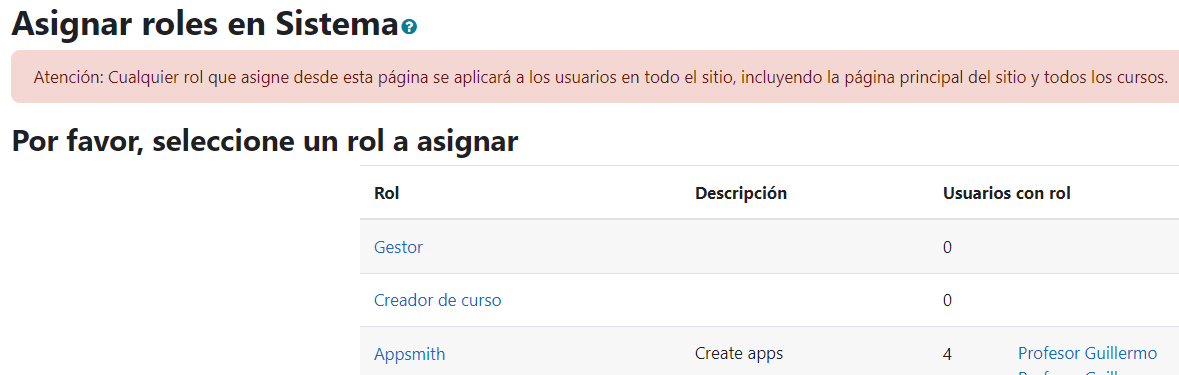 Asignar roles en Sistema
Atención: Cualquier rol que asigne desde esta página se aplicará a los usuarios en todo el sitio, incluyendo la página principal del sitio y todos los cursos.
Por favor, seleccione un rol a asignar
Rol Descripción Usuarios con rol
Gestor 0
Creador de curso 0
Appsmith Create apps 4 Profesor Guillermo